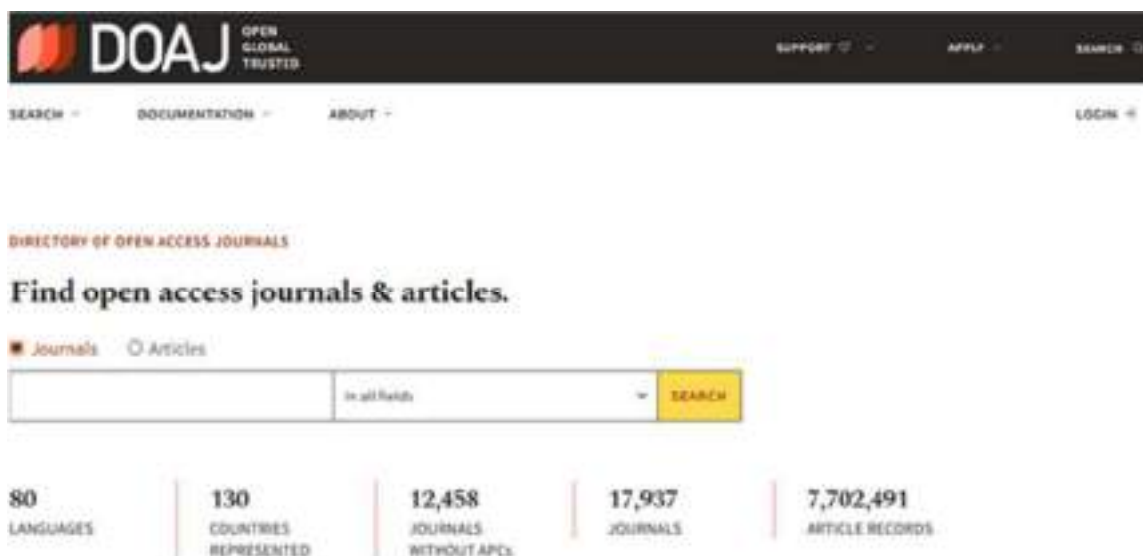 DOAJ
OPEN
GLOBAL
TRUSTED
SUPPORT
APPLY
SEARCH
SEARCH
DOCUMENTATION
ABOUT
LOGIN
DIRECTORY OF OPEN ACCESS JOURNALS
Find open access journals & articles.
Journals Articles
In all fields
SEARCH
80
LANGUAGES
130
COUNTRIES
REPRESENTED
12,458
JOURNALS
WITHOUT APCs
17,937
JOURNALS
7,702,491
ARTICLE RECORDS